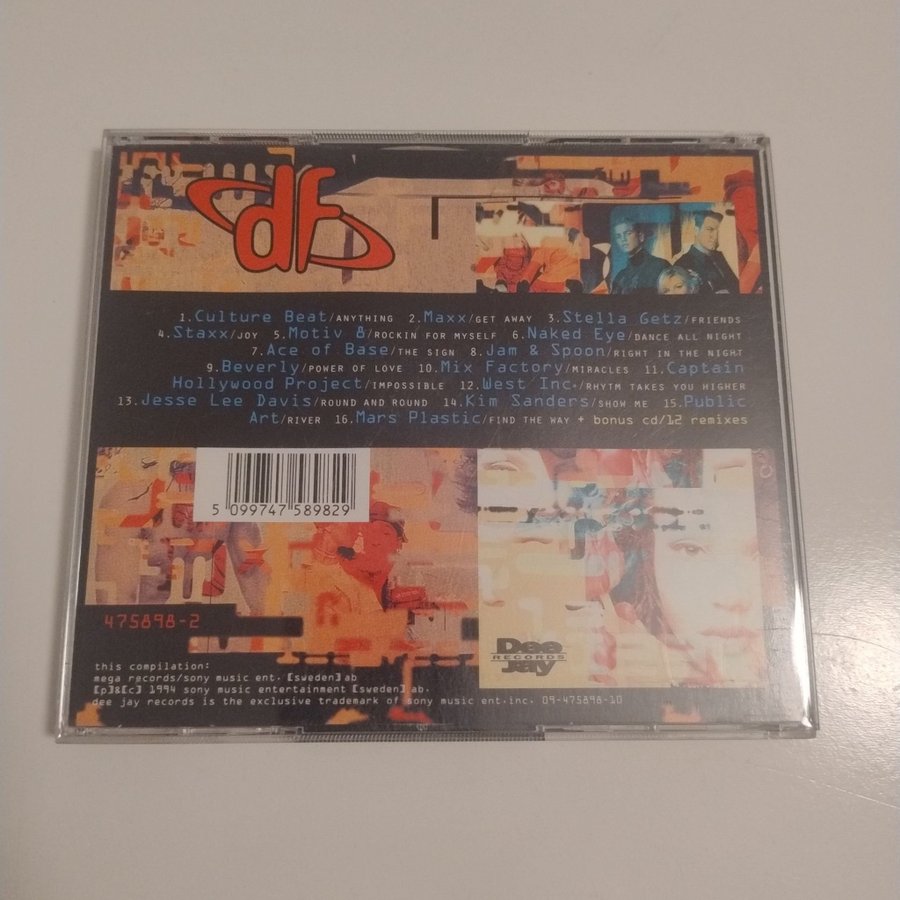 df
1.Culture Beat/ANYTHING 2.Maxx/GET AWAY 3.Stella Getz/FRIENDS
4.Staxx/JOY 5.Motiv 8/ROCKIN FOR MYSELF 6.Naked Eye/DANCE ALL NIGHT
7.Ace of Base/THE SIGN 8.Jam & Spoon/RIGHT IN THE NIGHT
9.Beverly/POWER OF LOVE 10.Mix Factory/MIRACLES 11.Captain
Hollywood Project/IMPOSSIBLE 12.West Inc./RHYTM TAKES YOU HIGHER
13.Jesse Lee Davis/ROUND AND ROUND 14.Kim Sanders/SHOW ME 15.Public
Art/RIVER 16.Mars Plastic/FIND THE WAY + bonus cd/12 remixes
5 099747 589829
475898-2
Dee
RECORDS
Jay
this compilation:
mega records/sony music ent. [sweden]ab
[p]&[c] 1994 sony music entertainment [sweden] ab.
dee jay records is the exclusive trademark of sony music ent.inc. 09-475898-10